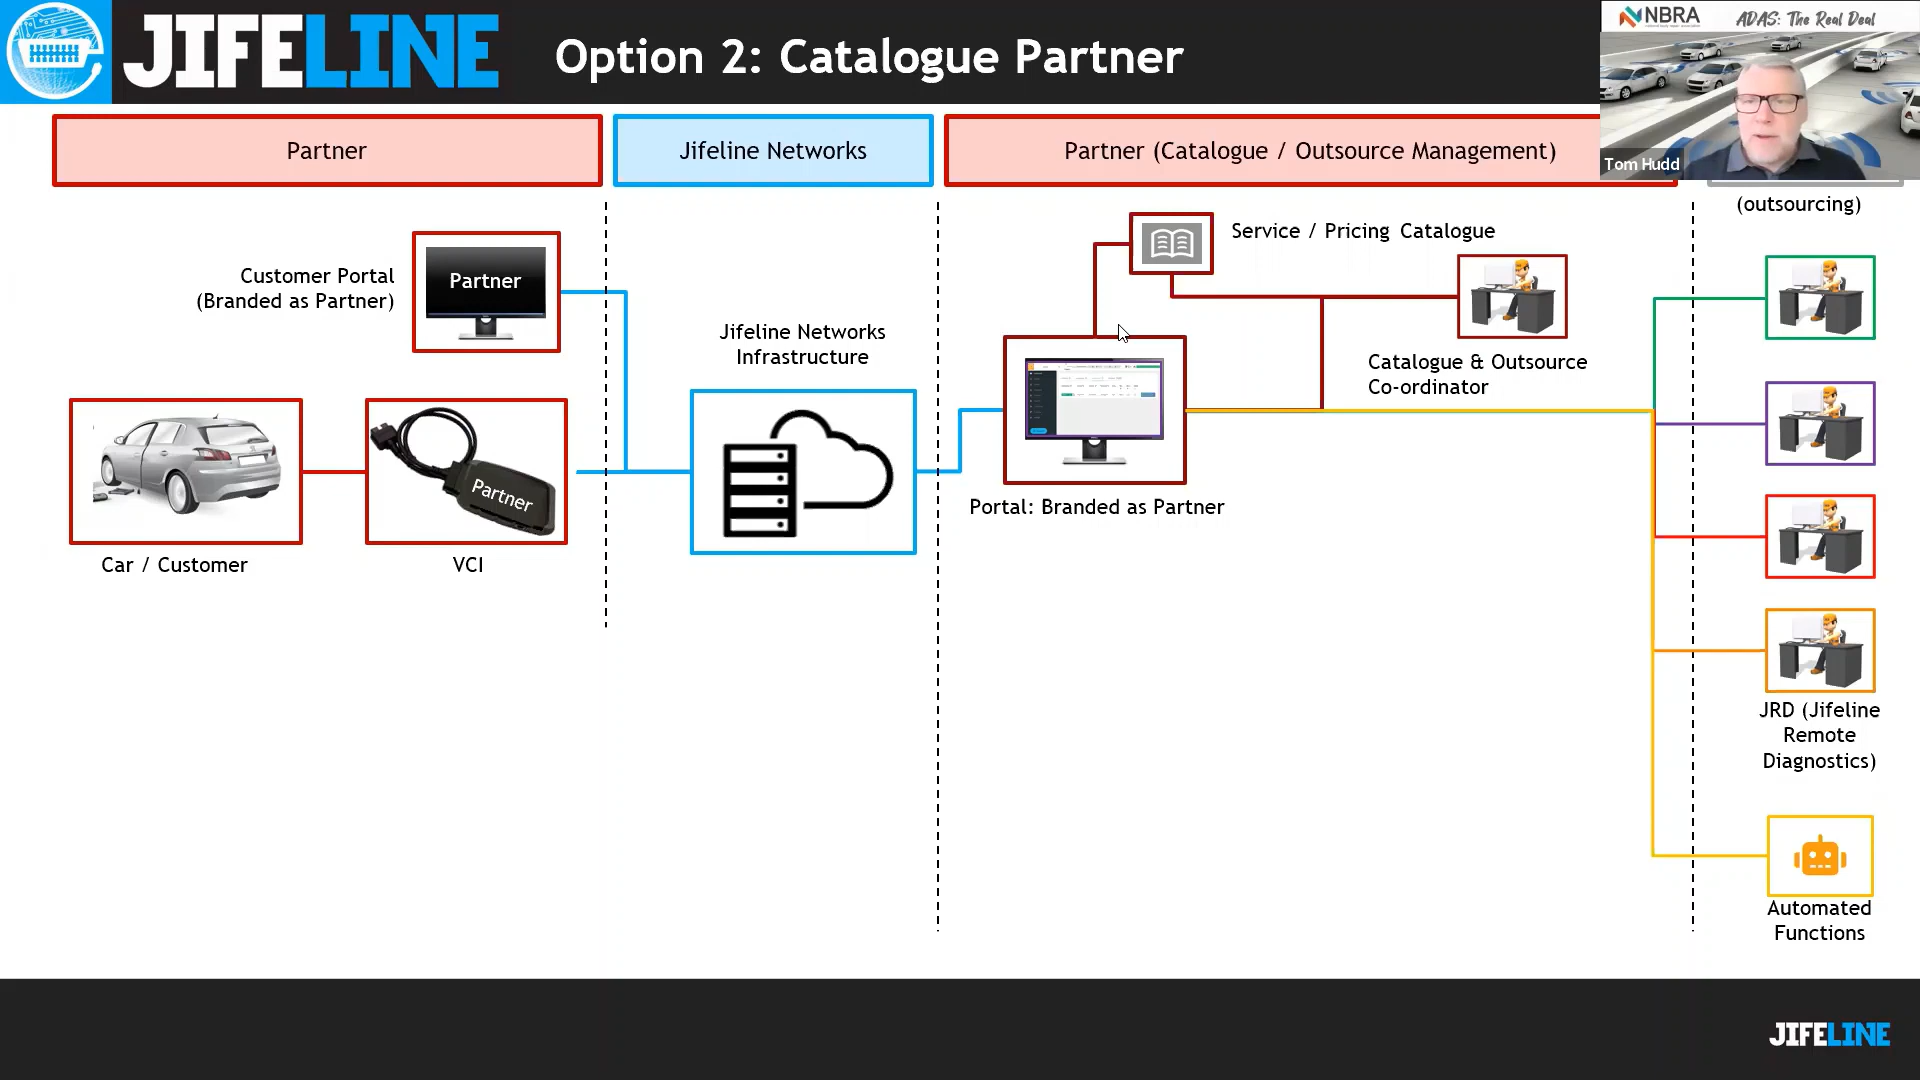 JIFELINE
Option 2: Catalogue Partner
NBRA
ADAS: The Real Deal
Tom Hudd
Partner
Jifeline Networks
Partner (Catalogue / Outsource Management)
(outsourcing)
Customer Portal
(Branded as Partner)
Partner
Service / Pricing Catalogue
Jifeline Networks
Infrastructure
Catalogue & Outsource
Co-ordinator
Partner
Portal: Branded as Partner
Car / Customer
VCI
JRD (Jifeline
Remote
Diagnostics)
Automated
Functions
JIFELINE